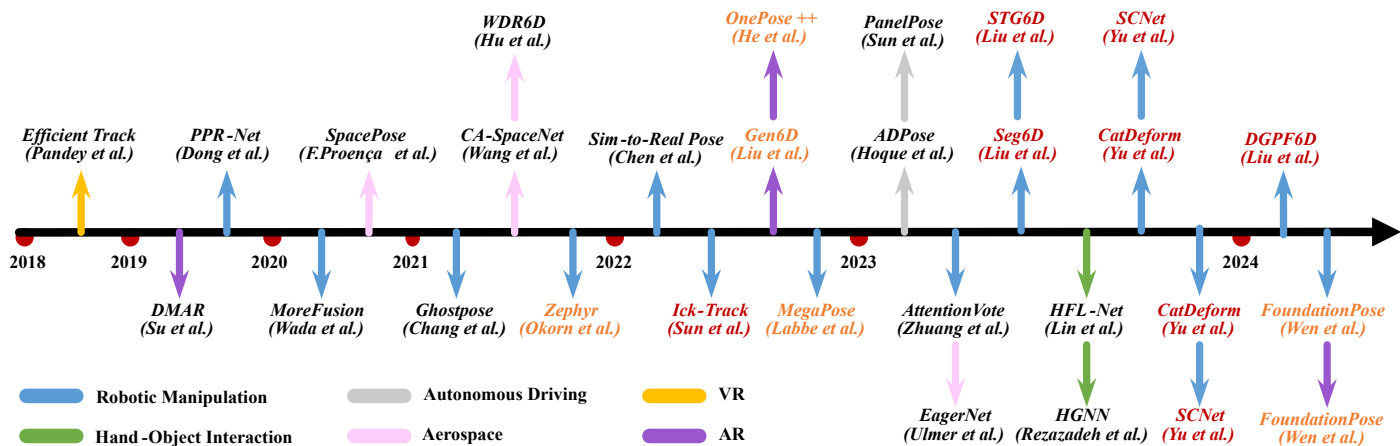 WDR6D
(Hu et al.)
OnePose ++
(He et al.)
PanelPose
(Sun et al.)
STG6D
(Liu et al.)
SCNet
(Yu et al.)
Efficient Track
(Pandey et al.)
PPR-Net
(Dong et al.)
SpacePose
(F.Proença et al.)
CA-SpaceNet
(Wang et al.)
Sim-to-Real Pose
(Chen et al.)
Gen6D
(Liu et al.)
ADPose
(Hoque et al.)
Seg6D
(Liu et al.)
CatDeform
(Yu et al.)
DGPF6D
(Liu et al.)
2018
2019
2020
2021
2022
2023
2024
DMAR
(Su et al.)
MoreFusion
(Wada et al.)
Ghostpose
(Chang et al.)
Zephyr
(Okorn et al.)
Ick-Track
(Sun et al.)
MegaPose
(Labbe et al.)
AttentionVote
(Zhuang et al.)
HFL-Net
(Lin et al.)
CatDeform
(Yu et al.)
FoundationPose
(Wen et al.)
EagerNet
(Ulmer et al.)
HGNN
(Rezazadeh et al.)
SCNet
(Yu et al.)
FoundationPose
(Wen et al.)
Robotic Manipulation
Autonomous Driving
VR
Hand-Object Interaction
Aerospace
AR